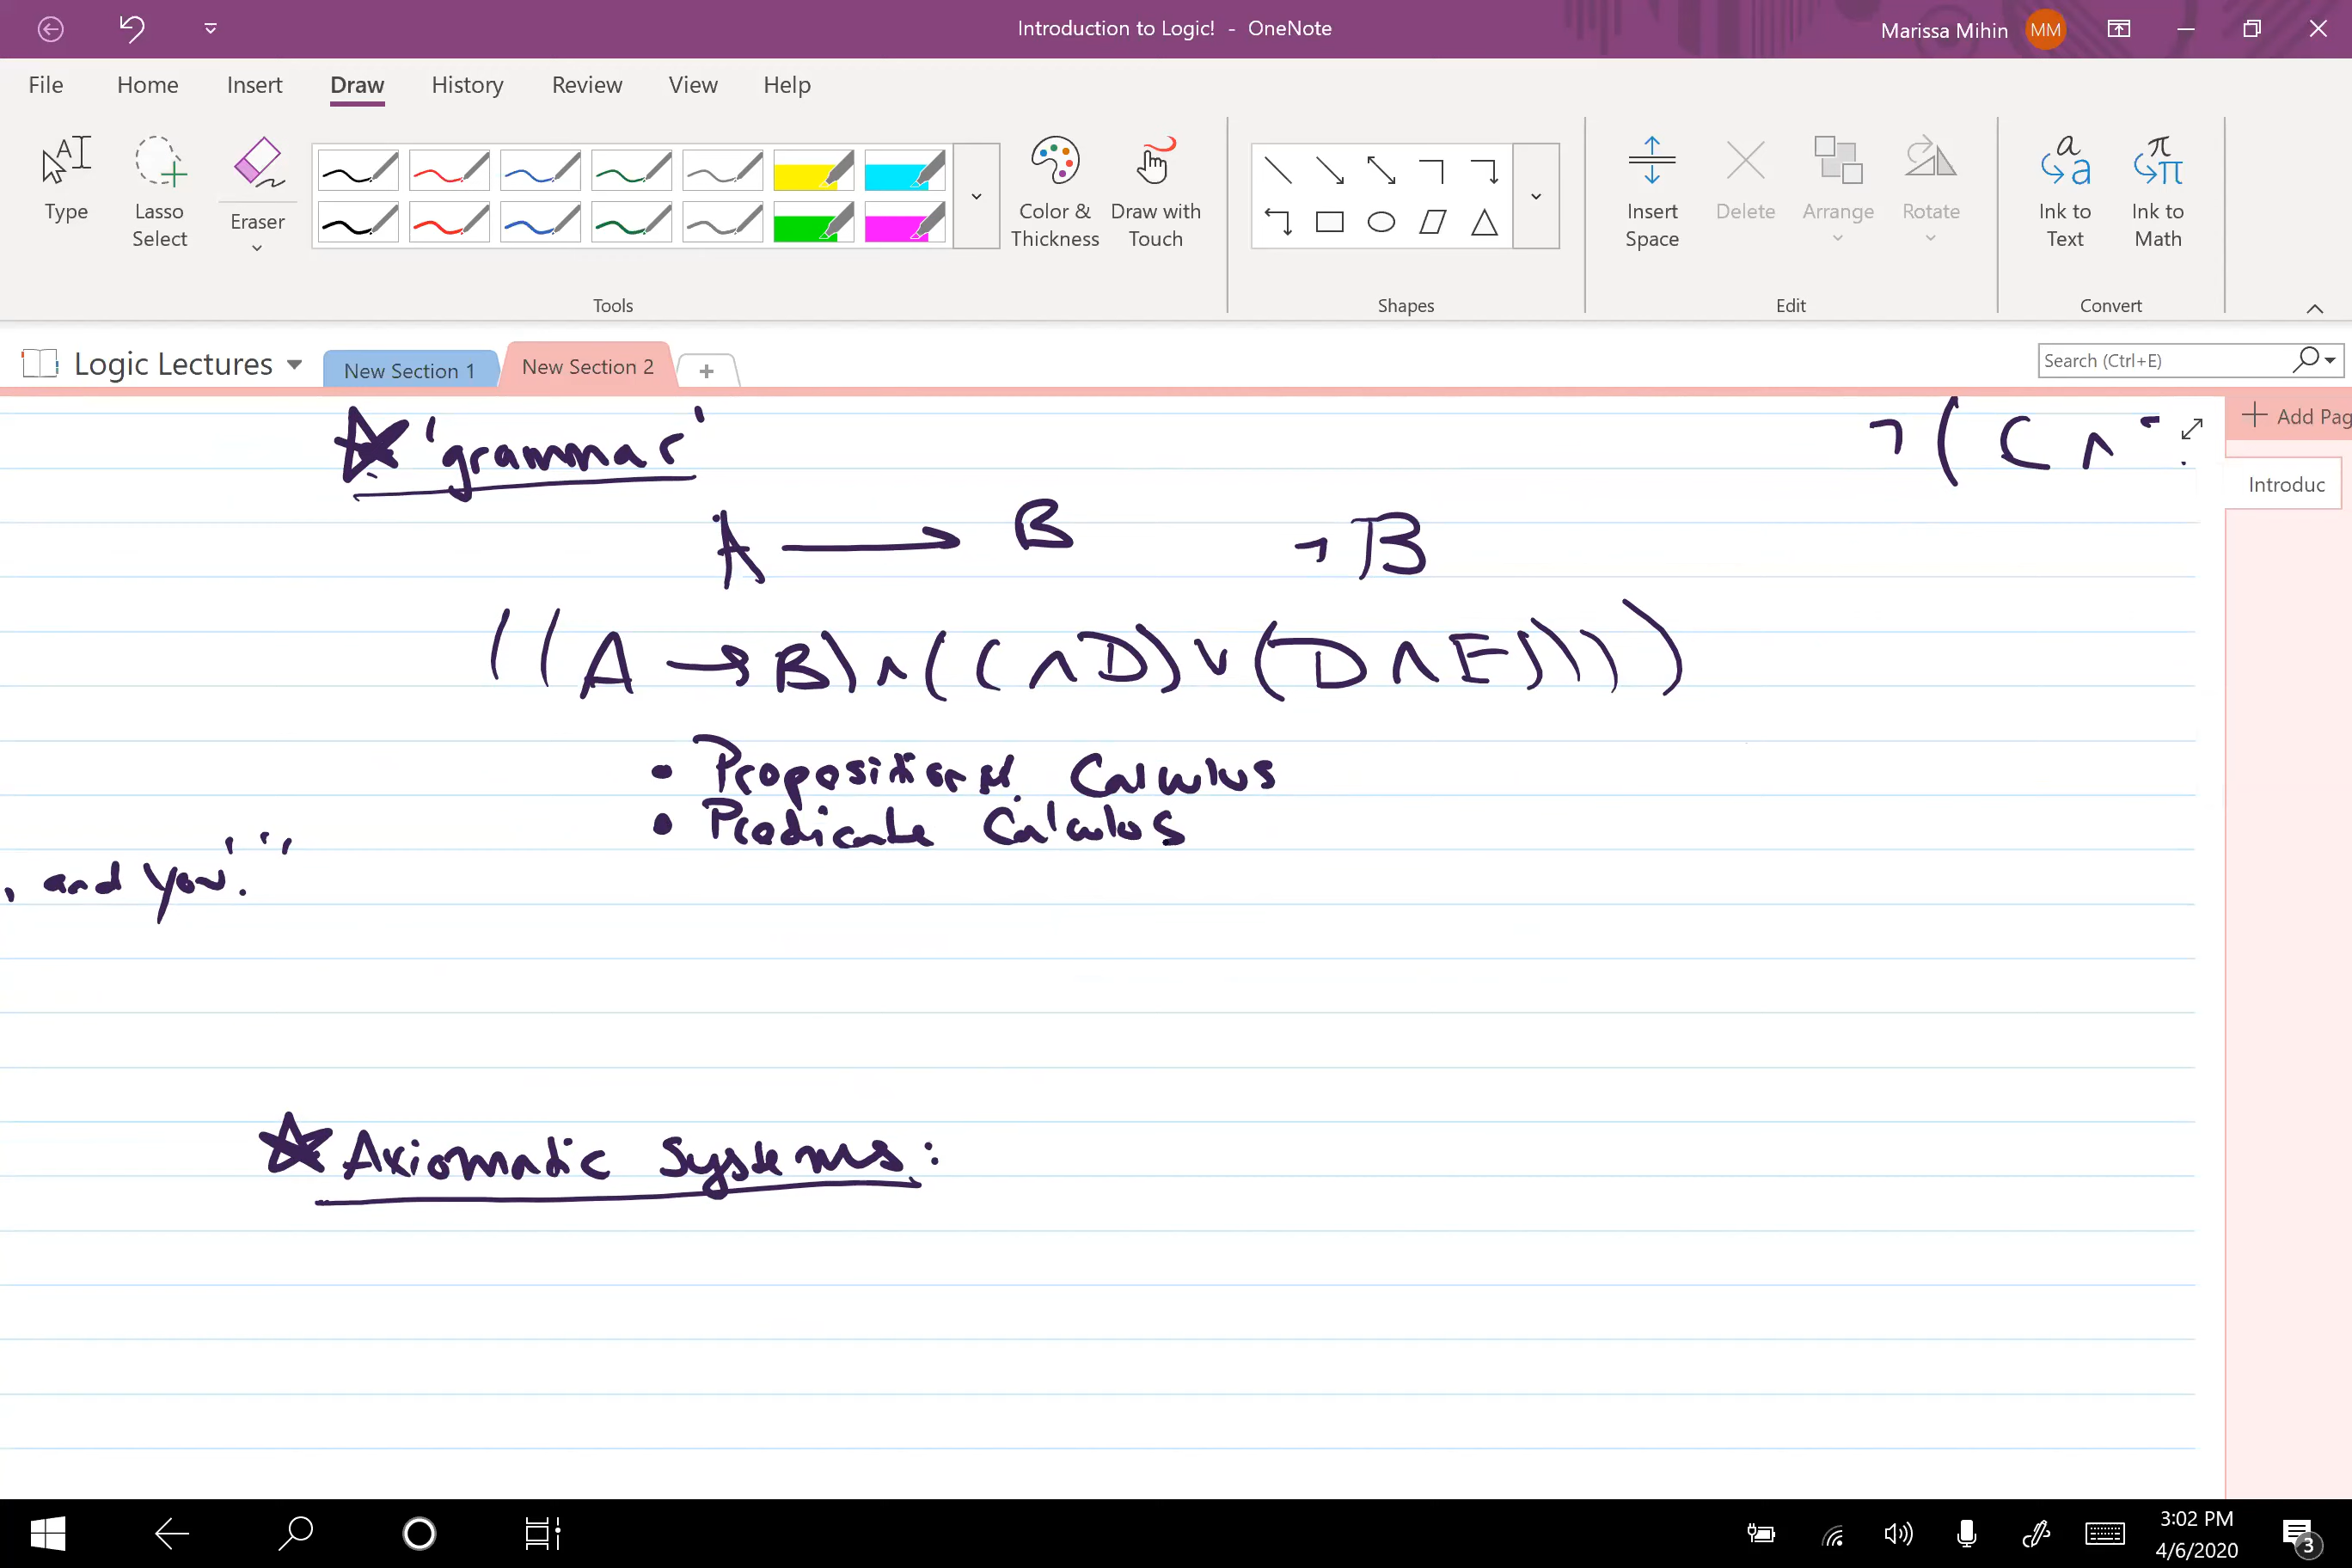 Introduction to Logic! - OneNote
Marissa Mihin MM
File Home Insert Draw History Review View Help
Type
Lasso Select
Eraser
Color & Thickness
Draw with Touch
Insert Space
Delete
Arrange
Rotate
Ink to Text
Ink to Math
Tools Shapes Edit Convert
Logic Lectures New Section 1 New Section 2 +
Search (Ctrl+E)
Add Pag
Introduc
'grammar'
¬ ( C ∧
A → B ¬B
((A → B) ∧ ((C ∧ D) ∨ (D ∧ E))))
• Propositional Calculus
• Predicate Calculus
, and you.'''
Axiomatic Systems:
3:02 PM
4/6/2020
3